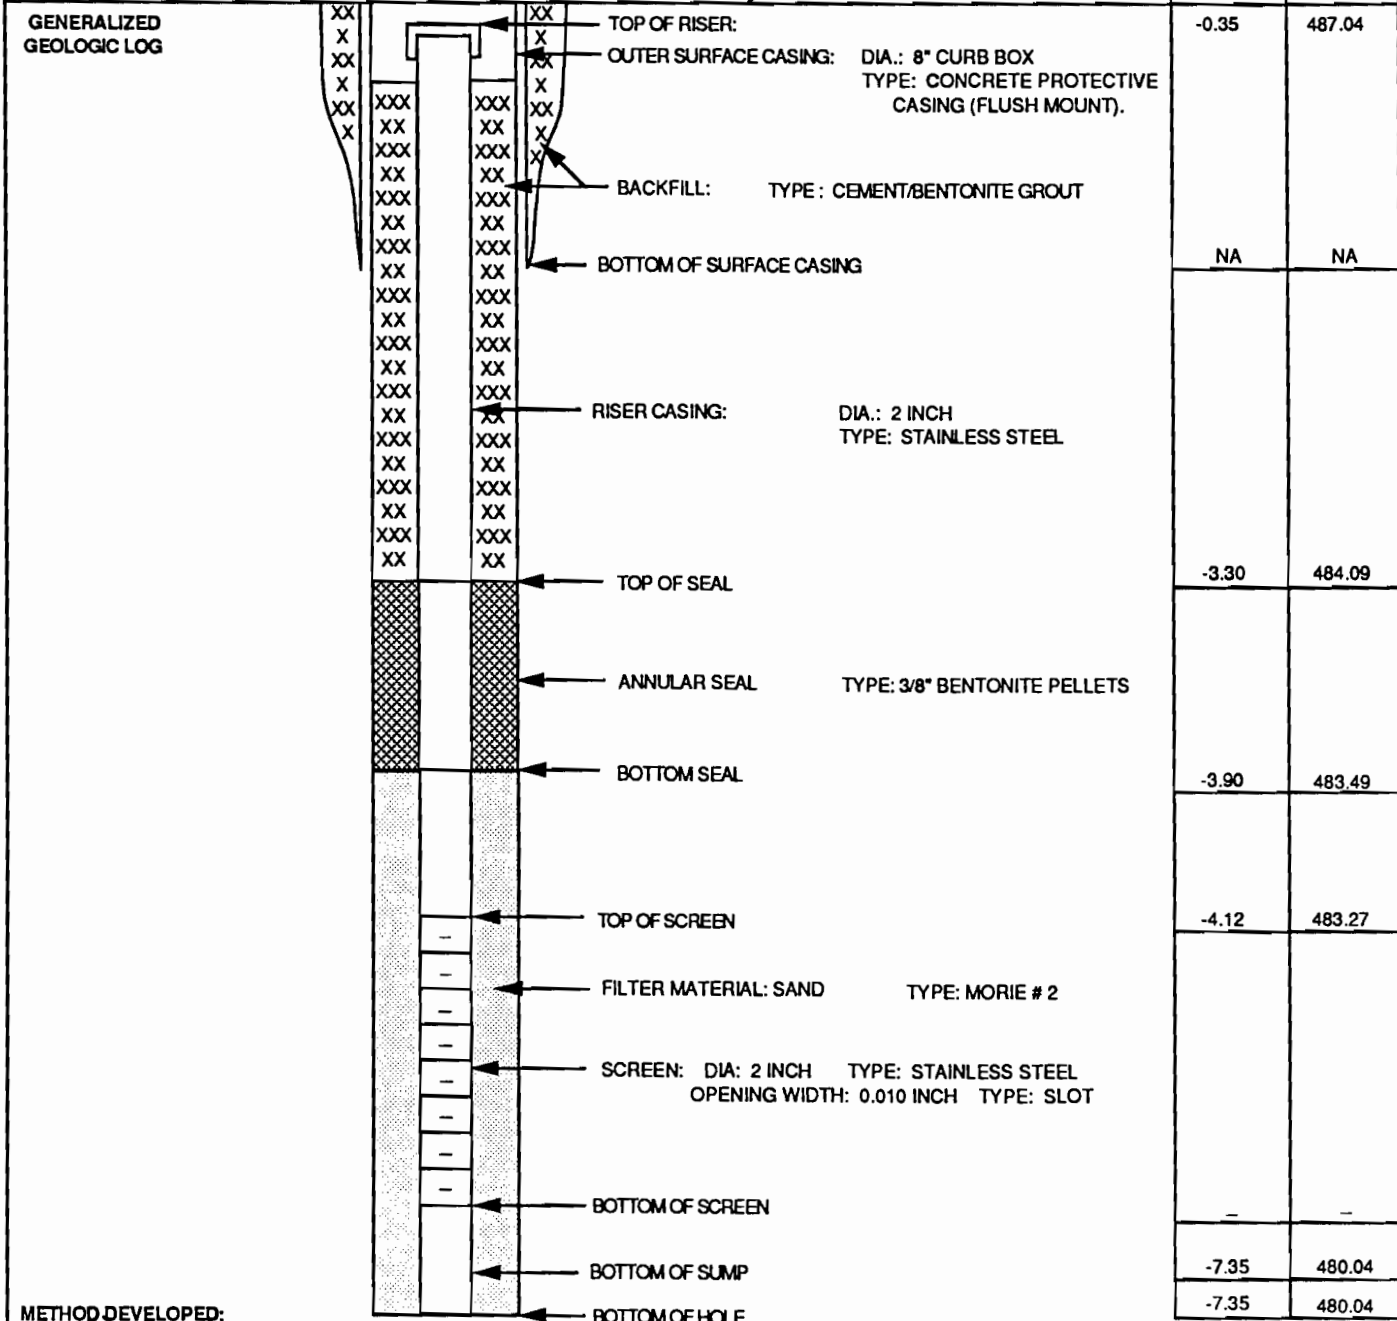 GENERALIZED
GEOLOGIC LOG
TOP OF RISER: -0.35 487.04
OUTER SURFACE CASING: DIA.: 8" CURB BOX
TYPE: CONCRETE PROTECTIVE
CASING (FLUSH MOUNT).
BACKFILL: TYPE : CEMENT/BENTONITE GROUT
BOTTOM OF SURFACE CASING NA NA
RISER CASING: DIA.: 2 INCH
TYPE: STAINLESS STEEL
TOP OF SEAL -3.30 484.09
ANNULAR SEAL TYPE: 3/8" BENTONITE PELLETS
BOTTOM SEAL -3.90 483.49
TOP OF SCREEN -4.12 483.27
FILTER MATERIAL: SAND TYPE: MORIE # 2
SCREEN: DIA: 2 INCH TYPE: STAINLESS STEEL
OPENING WIDTH: 0.010 INCH TYPE: SLOT
BOTTOM OF SCREEN – –
BOTTOM OF SUMP -7.35 480.04
METHOD DEVELOPED: BOTTOM OF HOLE -7.35 480.04